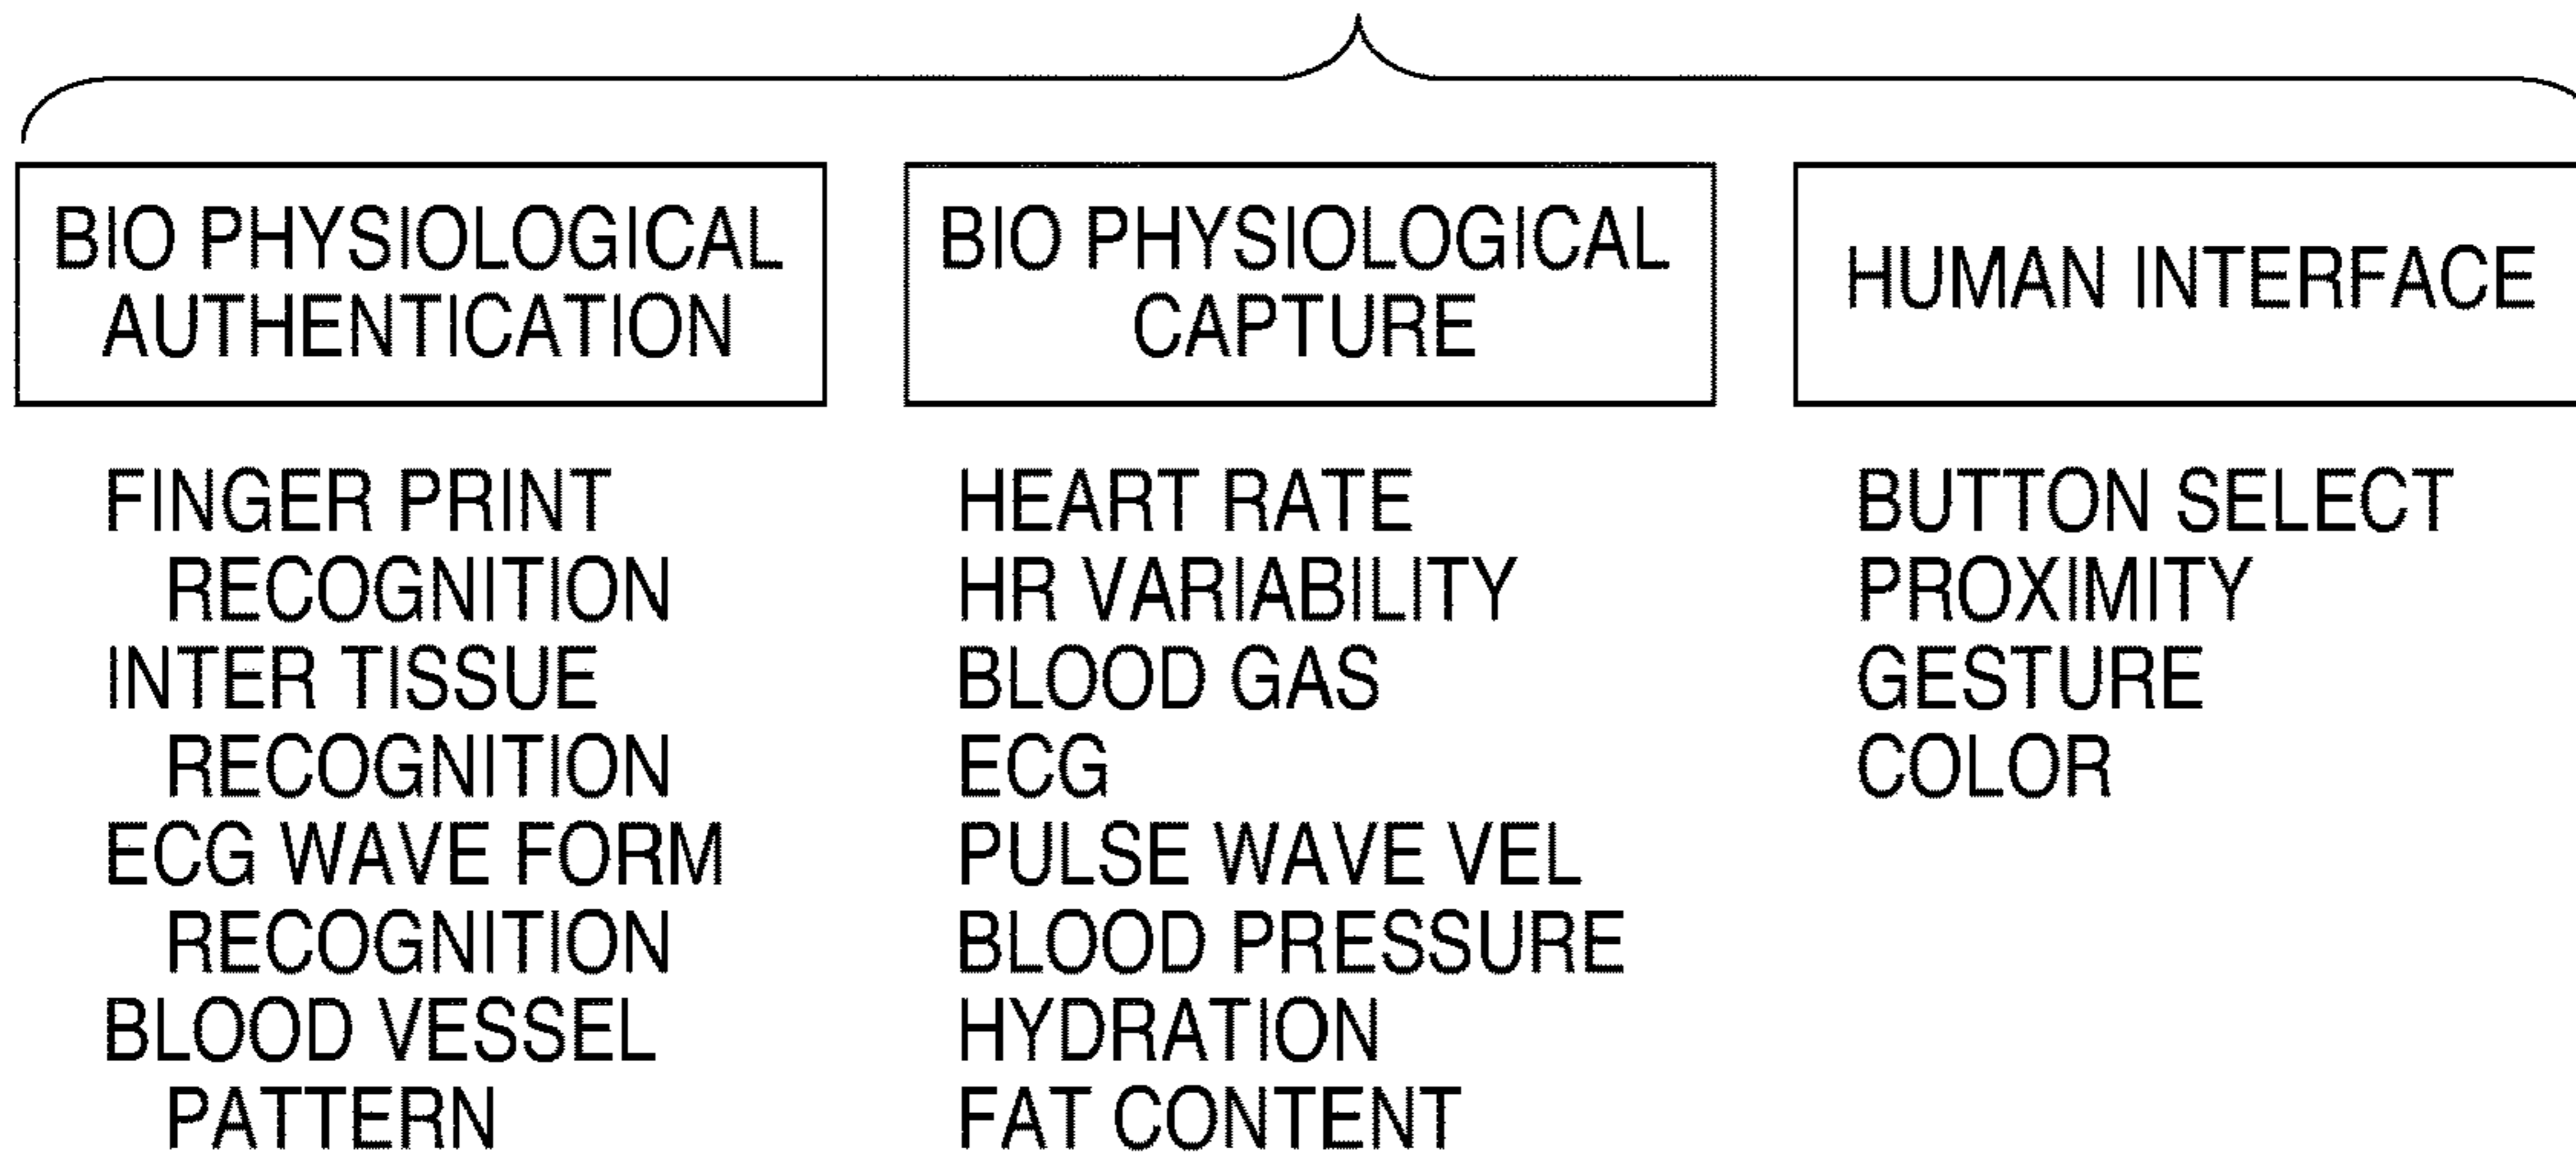 BIO PHYSIOLOGICAL
AUTHENTICATION
FINGER PRINT
RECOGNITION
INTER TISSUE
RECOGNITION
ECG WAVE FORM
RECOGNITION
BLOOD VESSEL
PATTERN
BIO PHYSIOLOGICAL
CAPTURE
HEART RATE
HR VARIABILITY
BLOOD GAS
ECG
PULSE WAVE VEL
BLOOD PRESSURE
HYDRATION
FAT CONTENT
HUMAN INTERFACE
BUTTON SELECT
PROXIMITY
GESTURE
COLOR